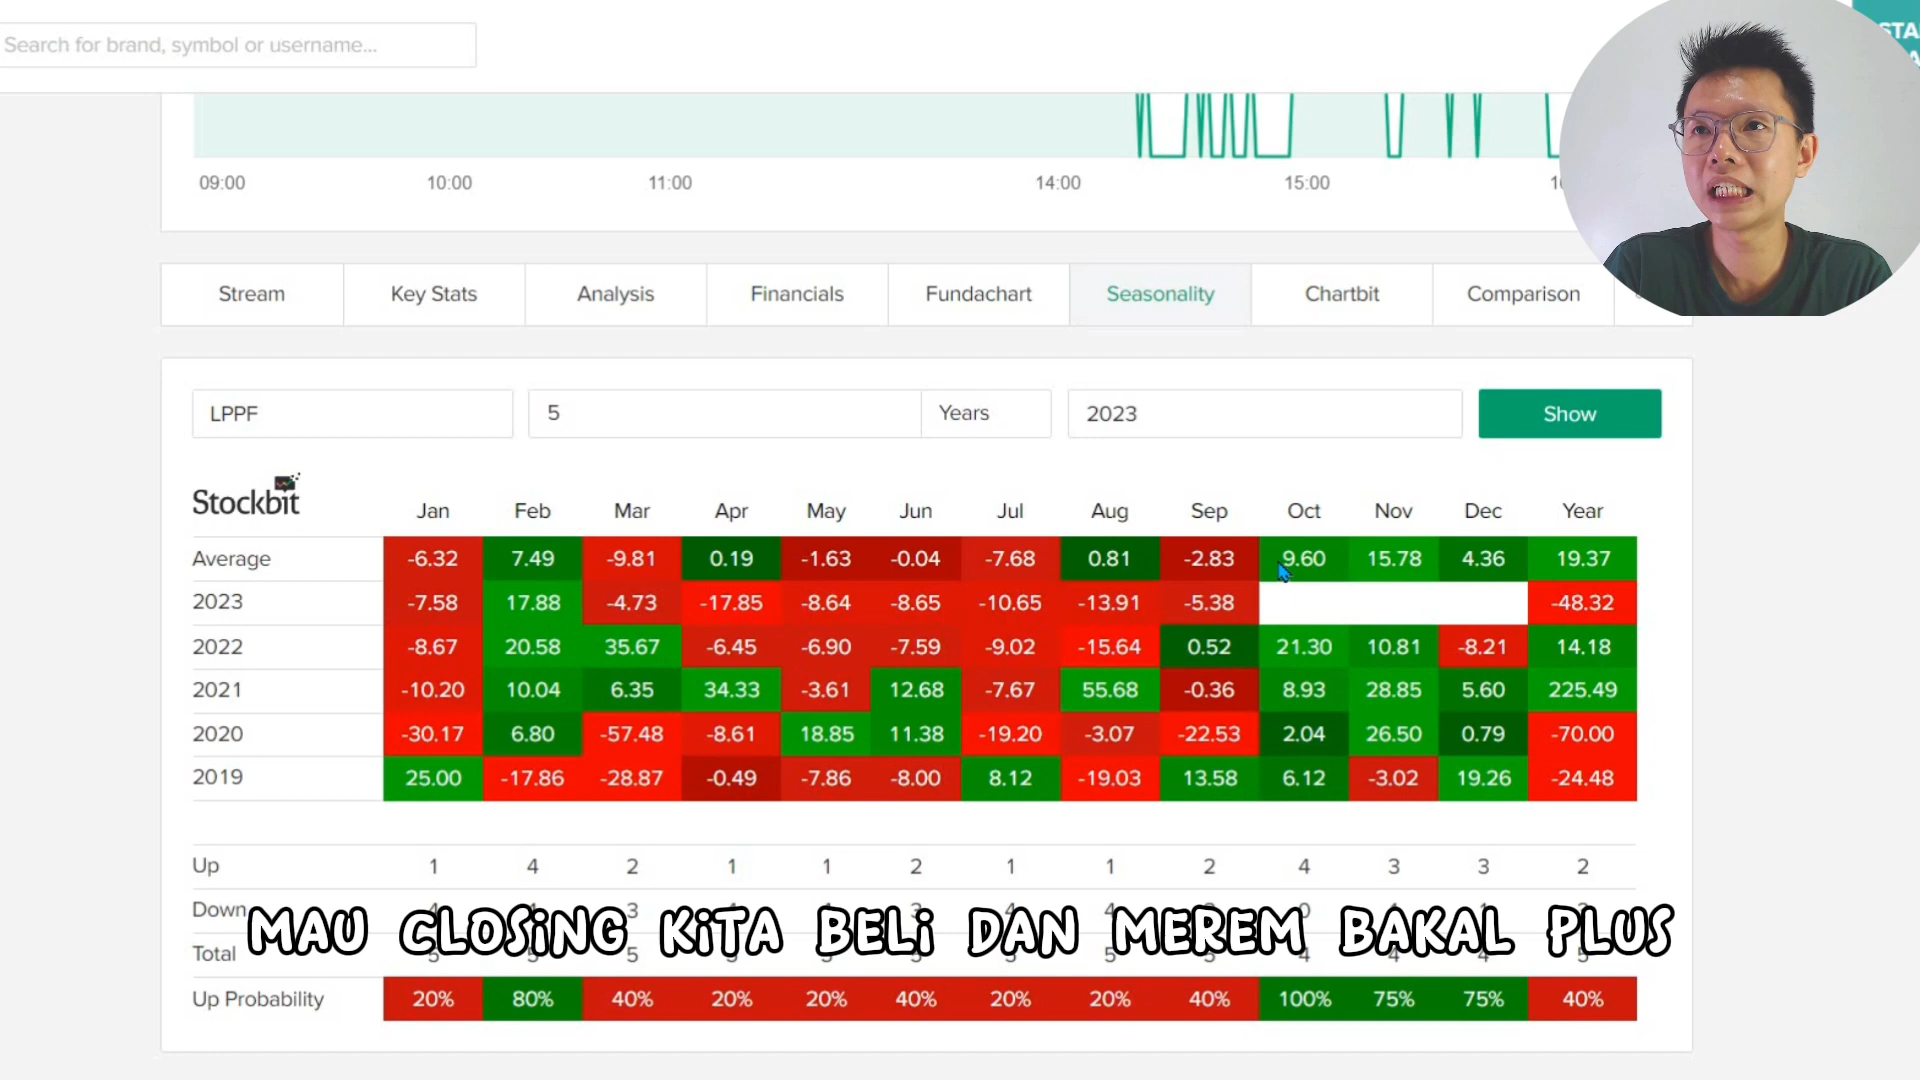 Search for brand, symbol or username...
STA
09:00 10:00 11:00 14:00 15:00
Stream Key Stats Analysis Financials Fundachart Seasonality Chartbit Comparison
LPPF 5 Years 2023 Show
Stockbit Jan Feb Mar Apr May Jun Jul Aug Sep Oct Nov Dec Year
Average -6.32 7.49 -9.81 0.19 -1.63 -0.04 -7.68 0.81 -2.83 9.60 15.78 4.36 19.37
2023 -7.58 17.88 -4.73 -17.85 -8.64 -8.65 -10.65 -13.91 -5.38 -48.32
2022 -8.67 20.58 35.67 -6.45 -6.90 -7.59 -9.02 -15.64 0.52 21.30 10.81 -8.21 14.18
2021 -10.20 10.04 6.35 34.33 -3.61 12.68 -7.67 55.68 -0.36 8.93 28.85 5.60 225.49
2020 -30.17 6.80 -57.48 -8.61 18.85 11.38 -19.20 -3.07 -22.53 2.04 26.50 0.79 -70.00
2019 25.00 -17.86 -28.87 -0.49 -7.86 -8.00 8.12 -19.03 13.58 6.12 -3.02 19.26 -24.48
Up 1 4 2 1 1 2 1 1 2 4 3 3 2
Down 3
MAU CLOSING KITA BELI DAN MEREM BAKAL PLUS
Total 5
Up Probability 20% 80% 40% 20% 20% 40% 20% 20% 40% 100% 75% 75% 40%